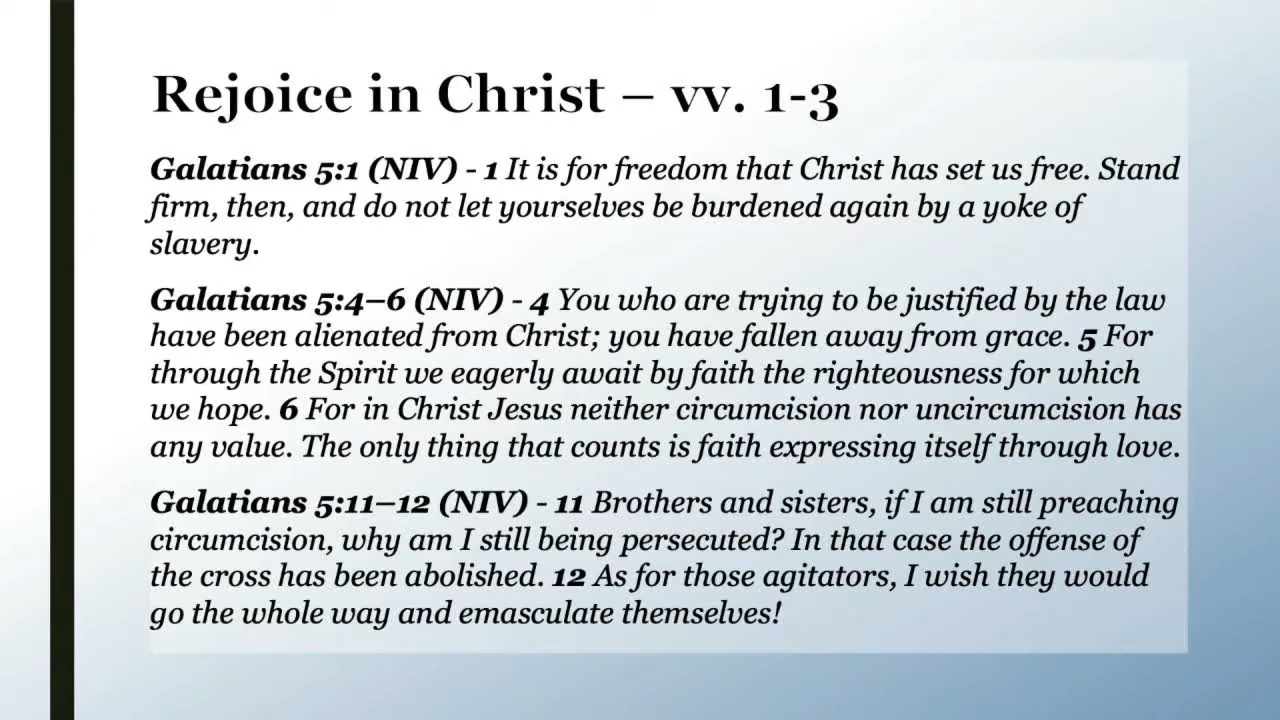 Rejoice in Christ – vv. 1-3
Galatians 5:1 (NIV) - 1 It is for freedom that Christ has set us free. Stand
firm, then, and do not let yourselves be burdened again by a yoke of
slavery.
Galatians 5:4–6 (NIV) - 4 You who are trying to be justified by the law
have been alienated from Christ; you have fallen away from grace. 5 For
through the Spirit we eagerly await by faith the righteousness for which
we hope. 6 For in Christ Jesus neither circumcision nor uncircumcision has
any value. The only thing that counts is faith expressing itself through love.
Galatians 5:11–12 (NIV) - 11 Brothers and sisters, if I am still preaching
circumcision, why am I still being persecuted? In that case the offense of
the cross has been abolished. 12 As for those agitators, I wish they would
go the whole way and emasculate themselves!